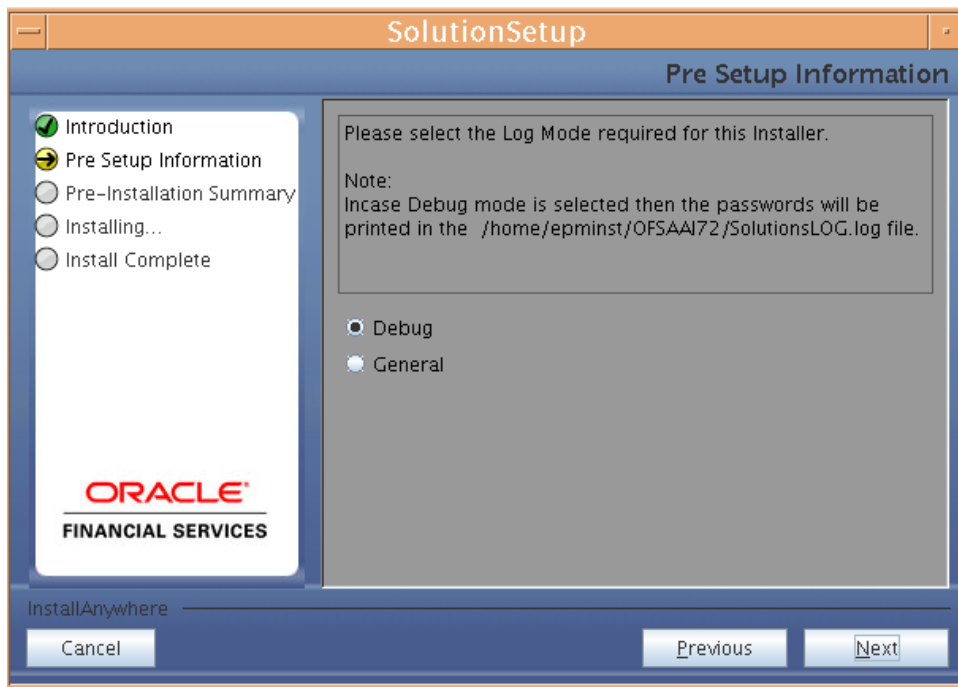 SolutionSetup
Pre Setup Information
Introduction
Pre Setup Information
Pre-Installation Summary
Installing...
Install Complete
ORACLE
FINANCIAL SERVICES
Please select the Log Mode required for this Installer.
Note:
Incase Debug mode is selected then the passwords will be
printed in the /home/epminst/OFSAAI72/SolutionsLOG.log file.
Debug
General
InstallAnywhere
Cancel
Previous
Next